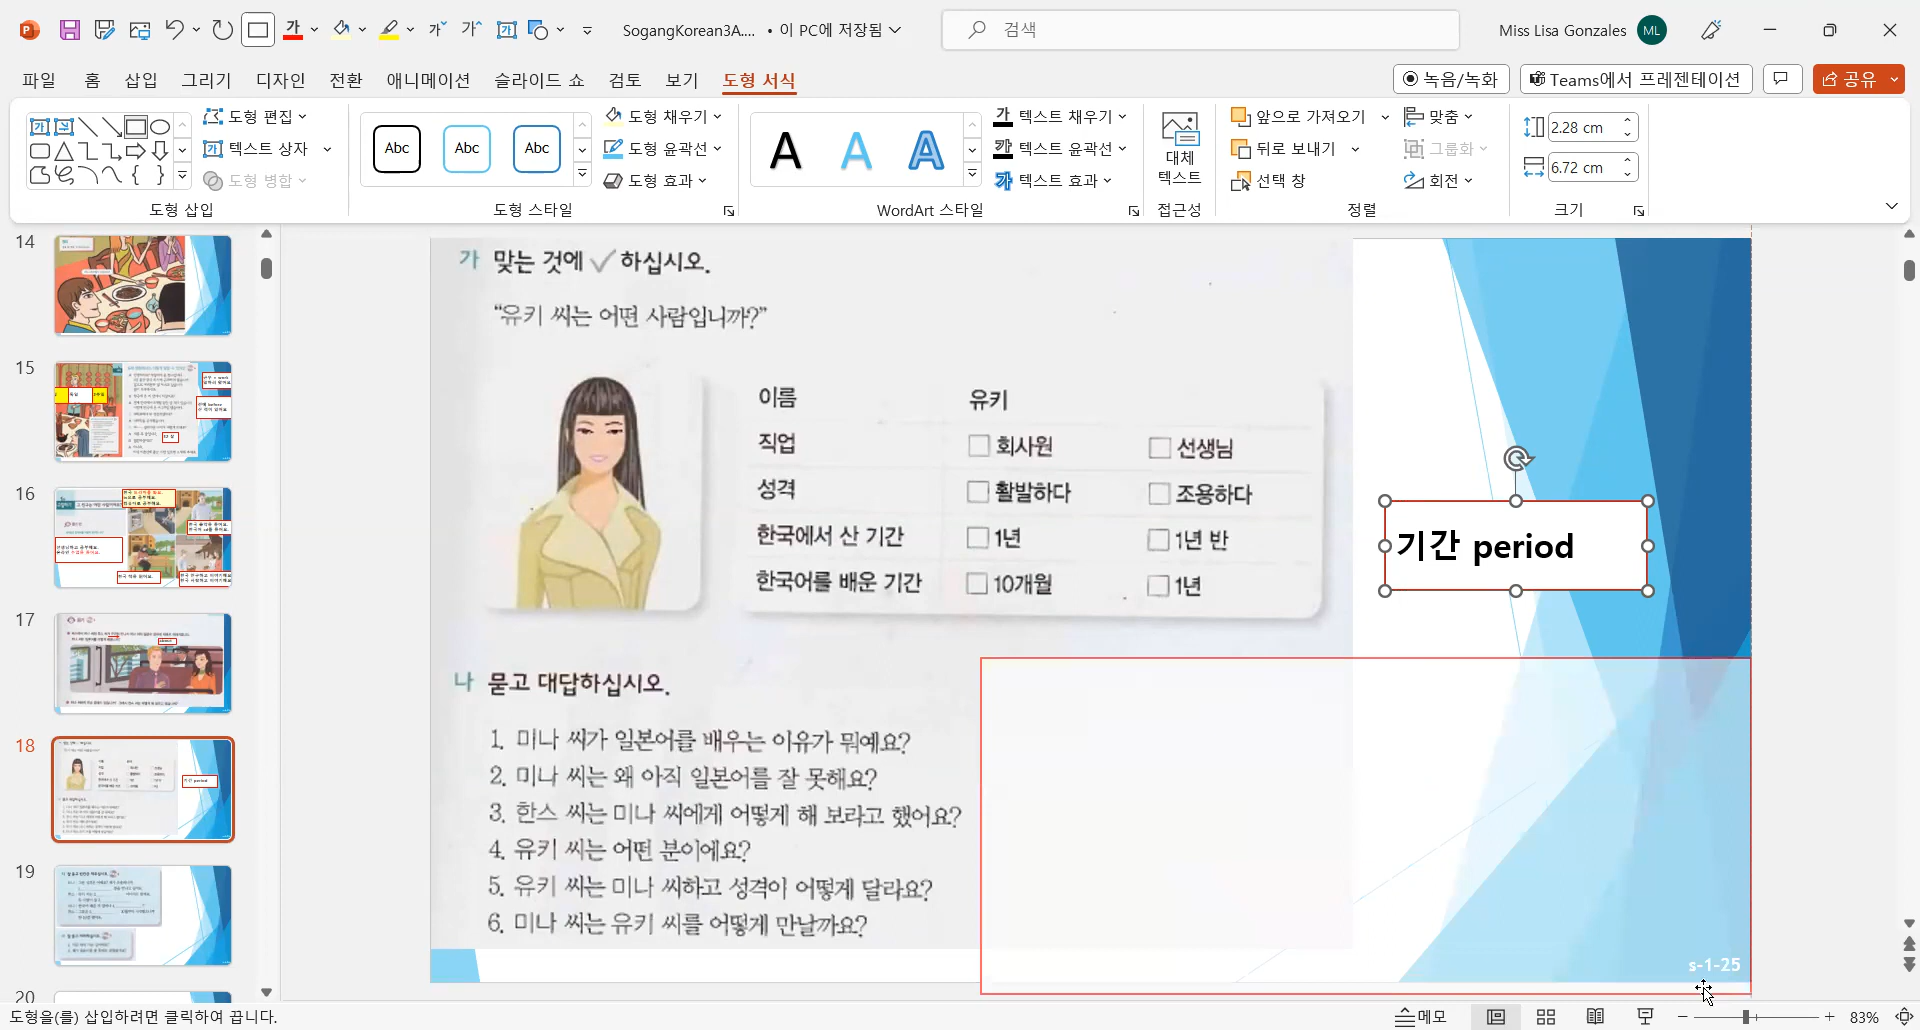 SogangKorean3A.... • 이 PC에 저장됨
검색
Miss Lisa Gonzales
ML
파일 홈 삽입 그리기 디자인 전환 애니메이션 슬라이드 쇼 검토 보기 도형 서식
녹음/녹화
Teams에서 프레젠테이션
공유
도형 편집
텍스트 상자
도형 병합
도형 삽입
Abc Abc Abc
도형 채우기
도형 윤곽선
도형 효과
도형 스타일
A A A
텍스트 채우기
텍스트 윤곽선
텍스트 효과
WordArt 스타일
대체
텍스트
접근성
앞으로 가져오기
뒤로 보내기
선택 창
맞춤
그룹화
회전
정렬
2.28 cm
6.72 cm
크기
14
15
16
17
18
19
20
가 맞는 것에 ✓ 하십시오.
“유키 씨는 어떤 사람입니까?”
이름 유키
직업 □ 회사원 □ 선생님
성격 □ 활발하다 □ 조용하다
한국에서 산 기간 □ 1년 □ 1년 반
한국어를 배운 기간 □ 10개월 □ 1년
기간 period
나 묻고 대답하십시오.
1. 미나 씨가 일본어를 배우는 이유가 뭐예요?
2. 미나 씨는 왜 아직 일본어를 잘 못해요?
3. 한스 씨는 미나 씨에게 어떻게 해 보라고 했어요?
4. 유키 씨는 어떤 분이에요?
5. 유키 씨는 미나 씨하고 성격이 어떻게 달라요?
6. 미나 씨는 유키 씨를 어떻게 만날까요?
s-1-25
도형을(를) 삽입하려면 클릭하여 끕니다.
메모
83%